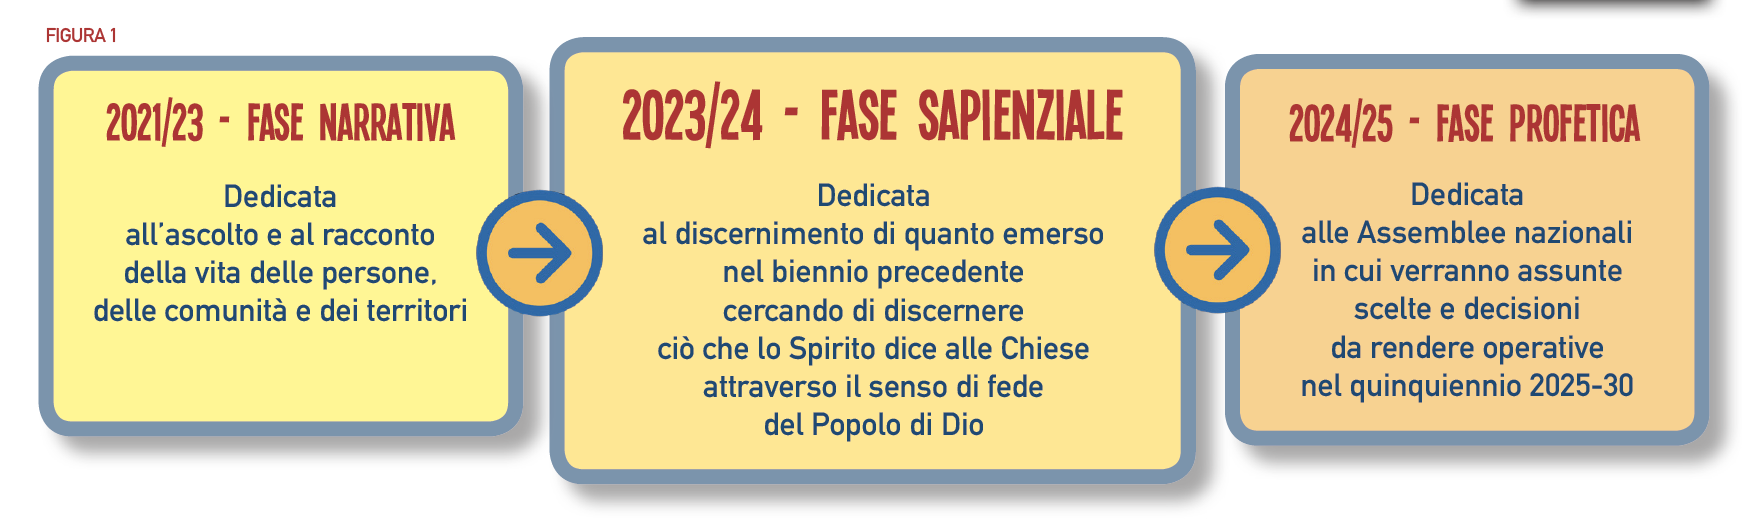 FIGURA 1
2021/23 - FASE NARRATIVA
Dedicata
all'ascolto e al racconto
della vita delle persone,
delle comunità e dei territori
2023/24 - FASE SAPIENZIALE
Dedicata
al discernimento di quanto emerso
nel biennio precedente
cercando di discernere
ciò che lo Spirito dice alle Chiese
attraverso il senso di fede
del Popolo di Dio
2024/25 - FASE PROFETICA
Dedicata
alle Assemblee nazionali
in cui verranno assunte
scelte e decisioni
da rendere operative
nel quinquiennio 2025-30